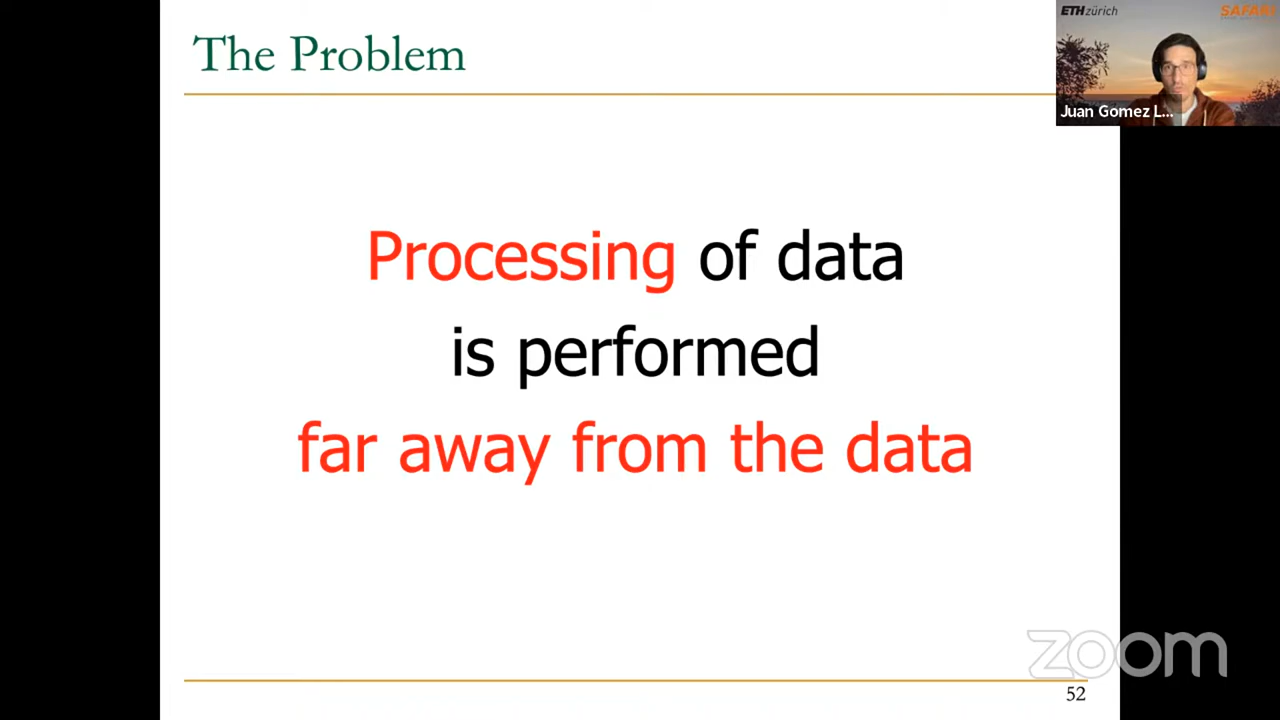 The Problem
ETH zürich
SAFARI
Juan Gomez L...
Processing of data
is performed
far away from the data
zoom
52